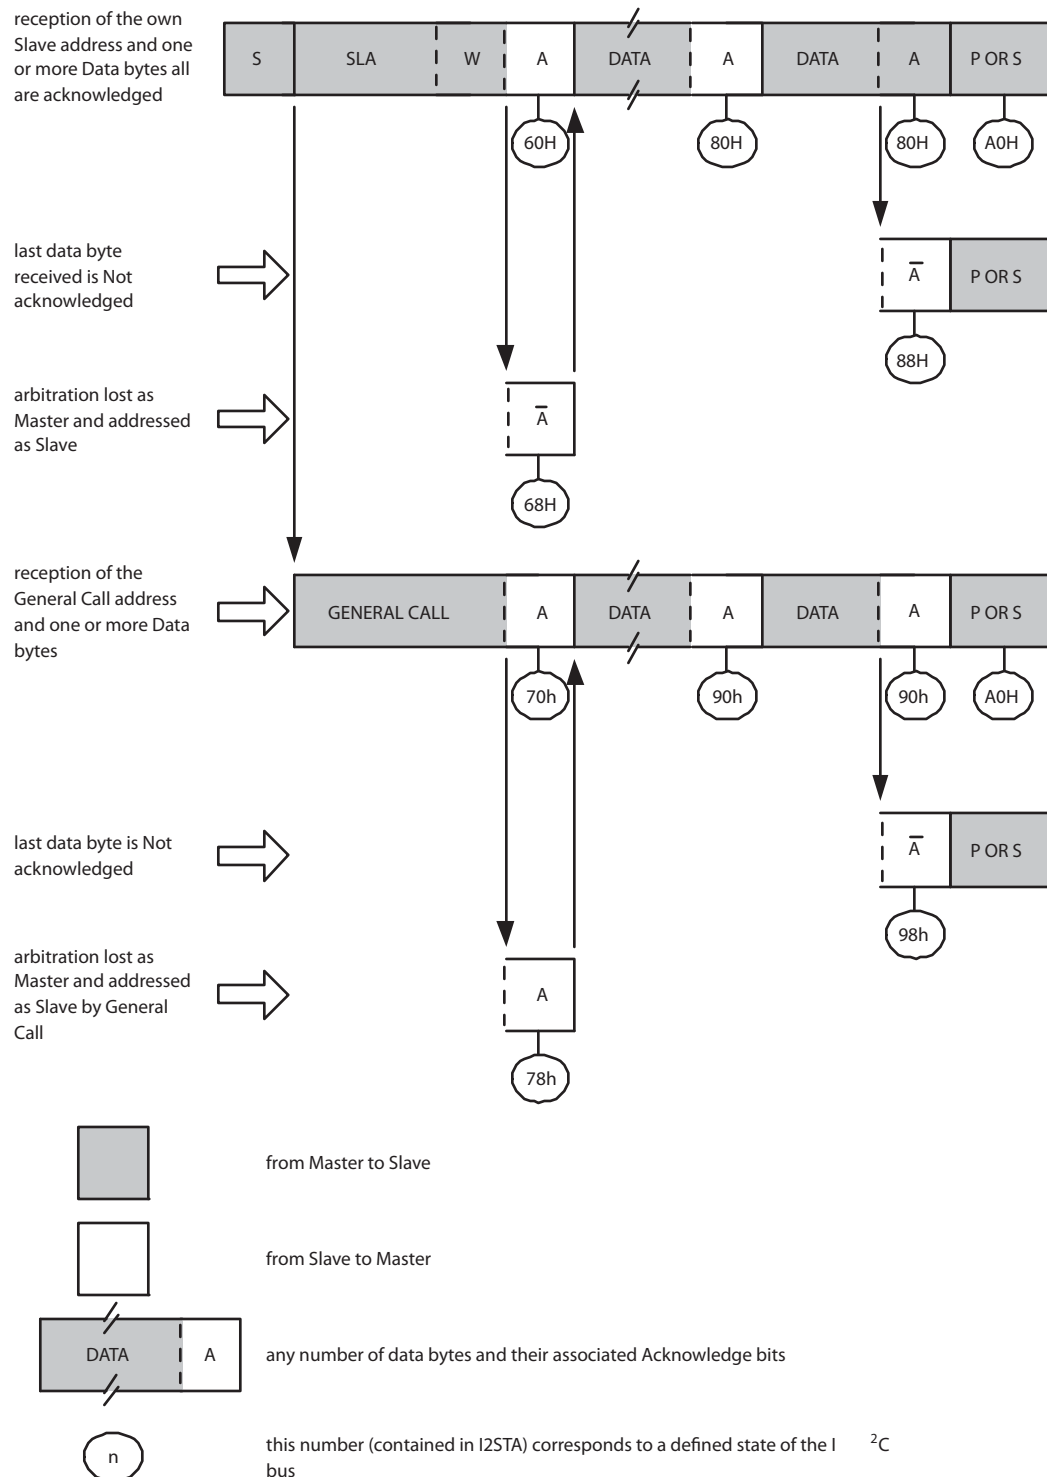 reception of the own
Slave address and one
or more Data bytes all
are acknowledged
S SLA W A DATA A DATA A P OR S
60H 80H 80H A0H
last data byte
received is Not
acknowledged
A̅ P OR S
88H
arbitration lost as
Master and addressed
as Slave
A̅
68H
reception of the
General Call address
and one or more Data
bytes
GENERAL CALL A DATA A DATA A P OR S
70h 90h 90h A0H
last data byte is Not
acknowledged
A̅ P OR S
98h
arbitration lost as
Master and addressed
as Slave by General
Call
A
78h
from Master to Slave
from Slave to Master
DATA A any number of data bytes and their associated Acknowledge bits
n this number (contained in I2STA) corresponds to a defined state of the I ²C
bus